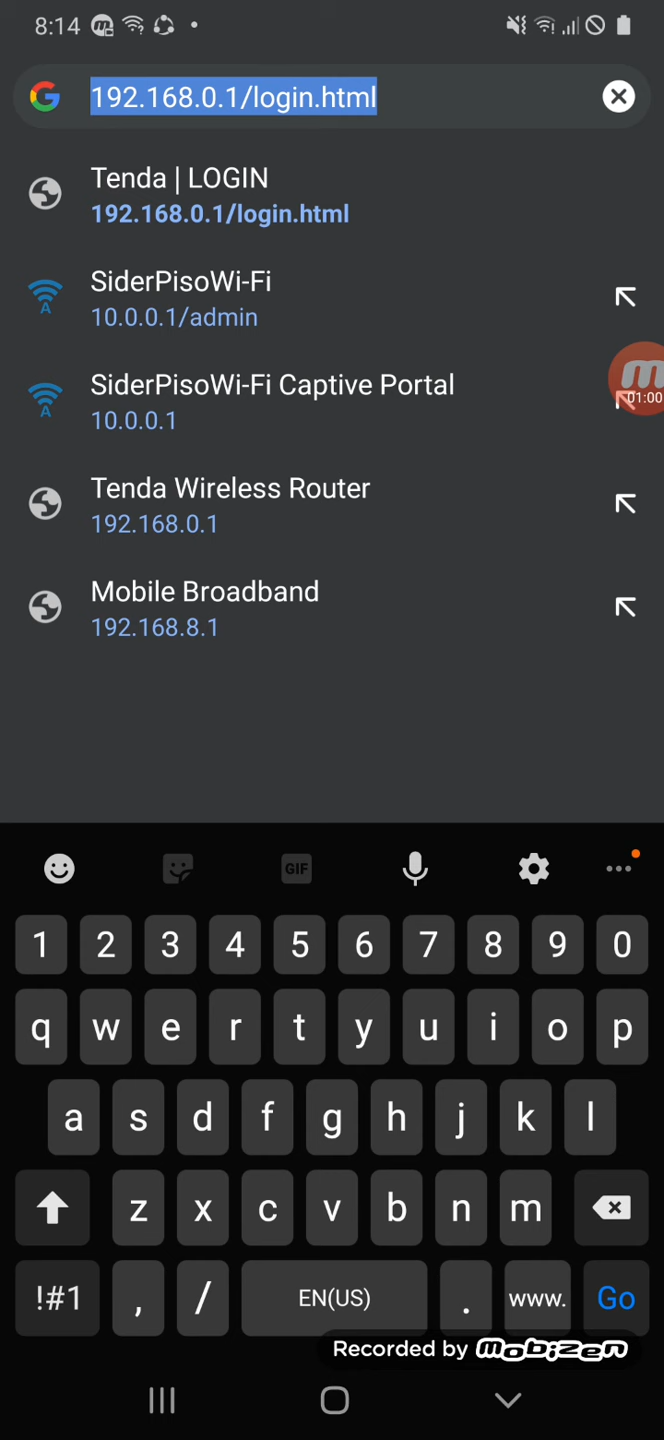 8:14
192.168.0.1/login.html
Tenda | LOGIN
192.168.0.1/login.html
SiderPisoWi-Fi
10.0.0.1/admin
SiderPisoWi-Fi Captive Portal
10.0.0.1
01:00
Tenda Wireless Router
192.168.0.1
Mobile Broadband
192.168.8.1
GIF
1 2 3 4 5 6 7 8 9 0
q w e r t y u i o p
a s d f g h j k l
z x c v b n m
!#1 , / EN(US) . www. Go
Recorded by mobizen